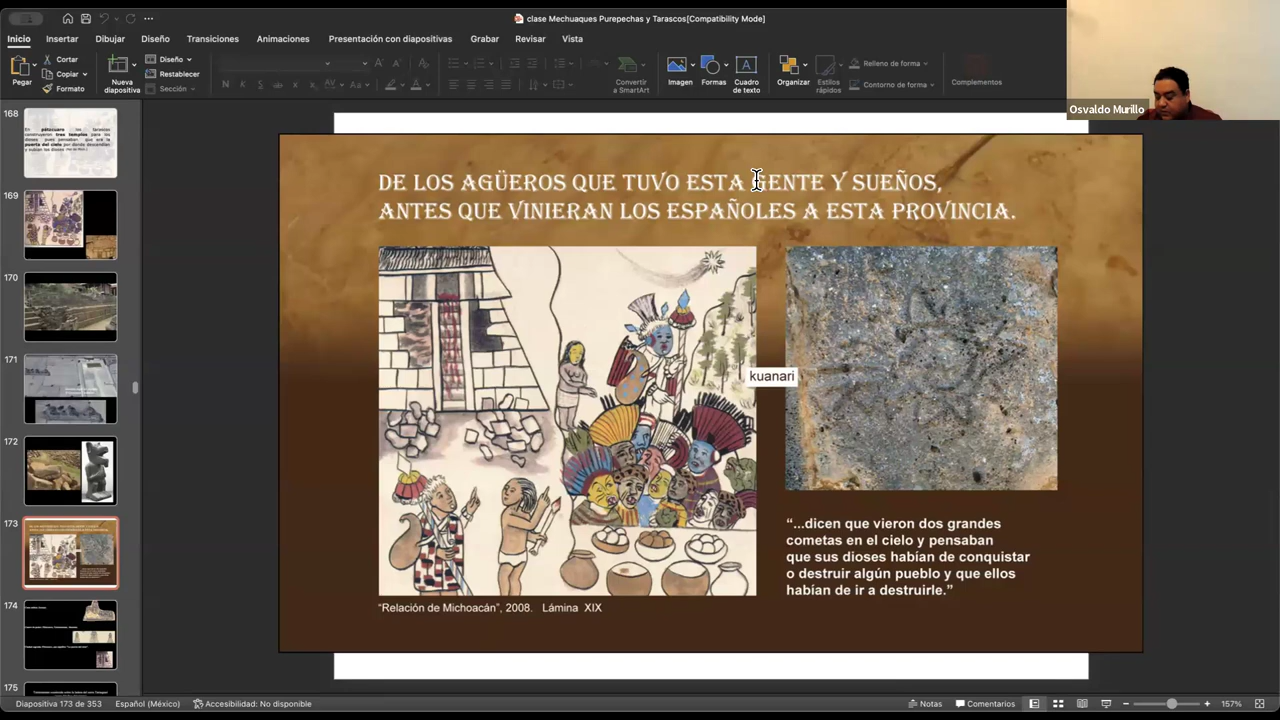 clase Mechuaques Purepechas y Tarascos[Compatibility Mode]
Inicio Insertar Dibujar Diseño Transiciones Animaciones Presentación con diapositivas Grabar Revisar Vista
Pegar
Cortar
Copiar
Formato
Nueva diapositiva
Diseño
Restablecer
Sección
Convertir a SmartArt
Imagen
Formas
Cuadro de texto
Organizar
Estilos rápidos
Relleno de forma
Contorno de forma
Complementos
Osvaldo Murillo
168
169
170
171
172
173
174
175
DE LOS AGÜEROS QUE TUVO ESTA GENTE Y SUEÑOS,
ANTES QUE VINIERAN LOS ESPAÑOLES A ESTA PROVINCIA.
kuanari
“...dicen que vieron dos grandes
cometas en el cielo y pensaban
que sus dioses habían de conquistar
o destruir algún pueblo y que ellos
habían de ir a destruirle.”
“Relación de Michoacán”, 2008. Lámina XIX
Diapositiva 173 de 353 Español (México) Accesibilidad: No disponible Notas Comentarios 157%